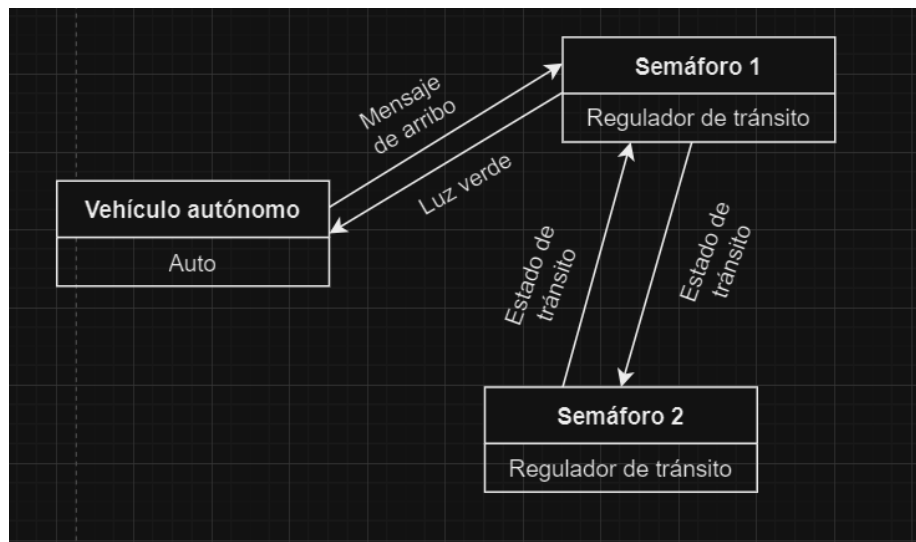 Semáforo 1
Regulador de tránsito
Mensaje
de arribo
Luz verde
Vehículo autónomo
Auto
Estado de
tránsito
Estado de
tránsito
Semáforo 2
Regulador de tránsito